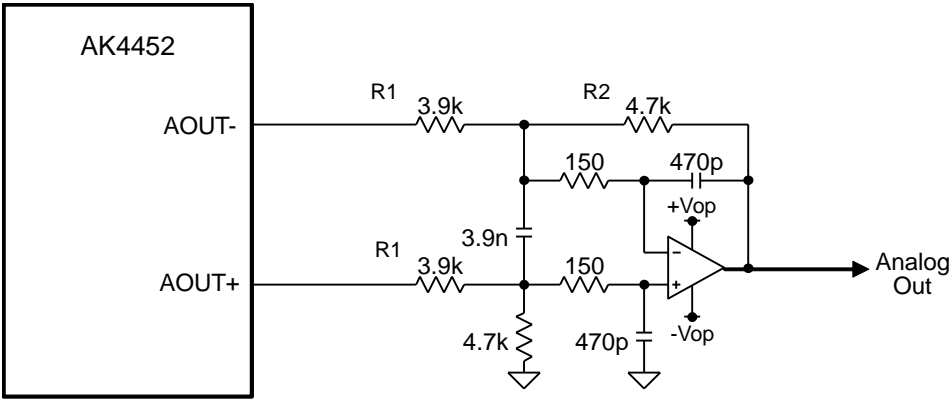 AK4452
R1
3.9k
R2
4.7k
AOUT-
150
470p
+Vop
3.9n
R1
3.9k
150
AOUT+
-
+
Analog
Out
4.7k
470p
-Vop